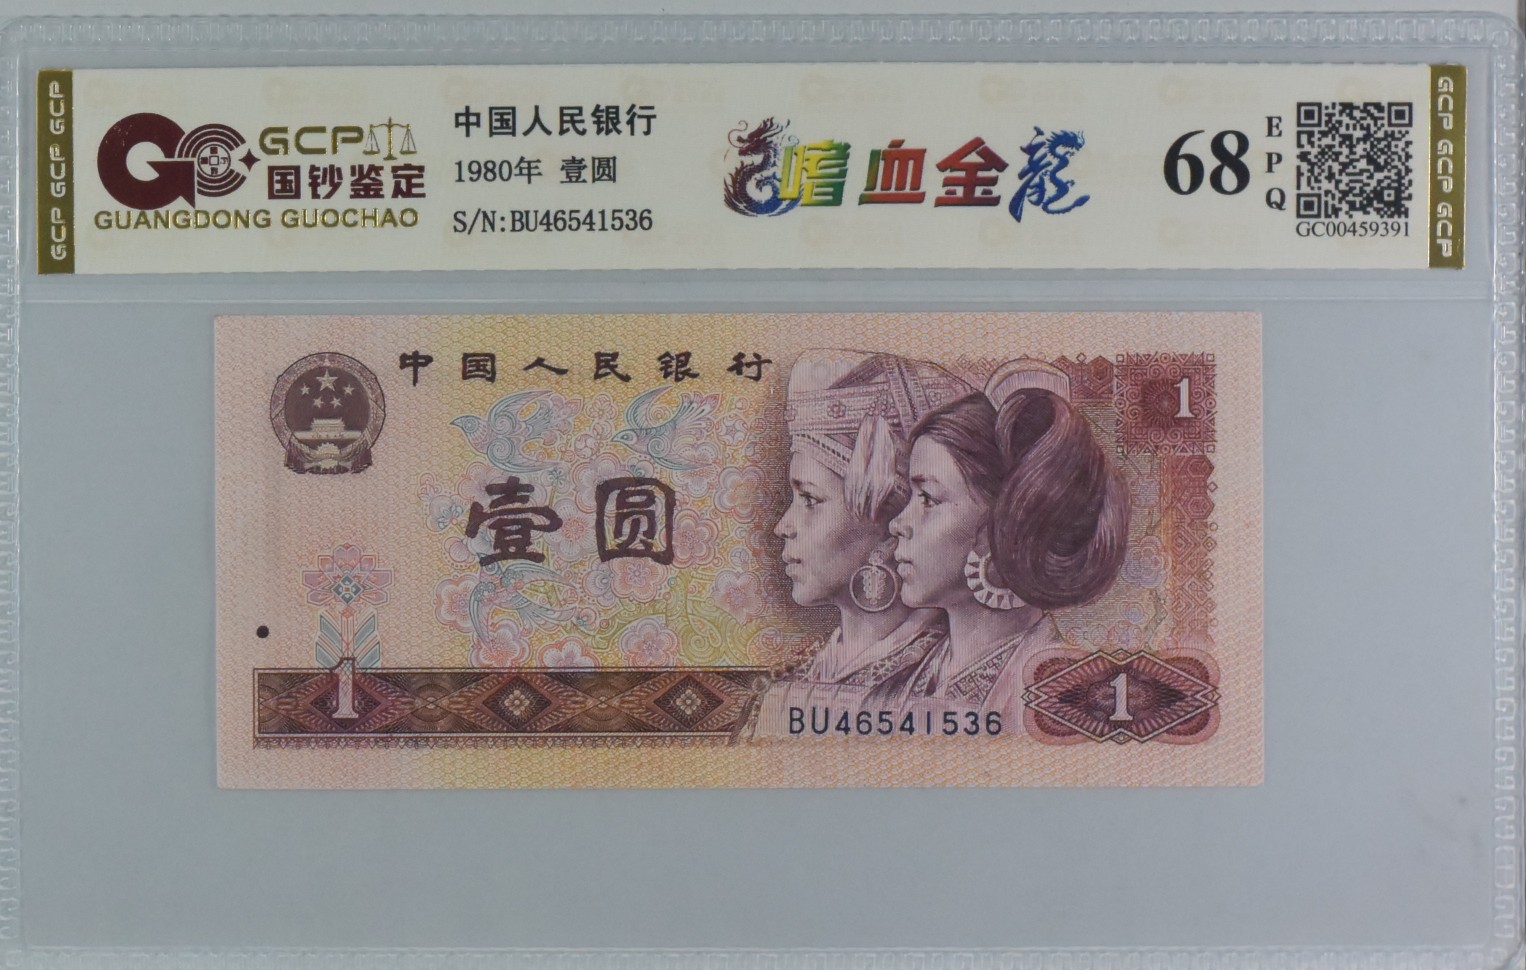 GCP GCP GCP
GCP
国钞鉴定
GUANGDONG GUOCHAO
中国人民银行
1980年 壹圆
S/N:BU46541536
嗜血金龍
68
EPQ
GC00459391
GCP GCP GCP
中国人民银行
1
壹圆
1
BU46541536
1